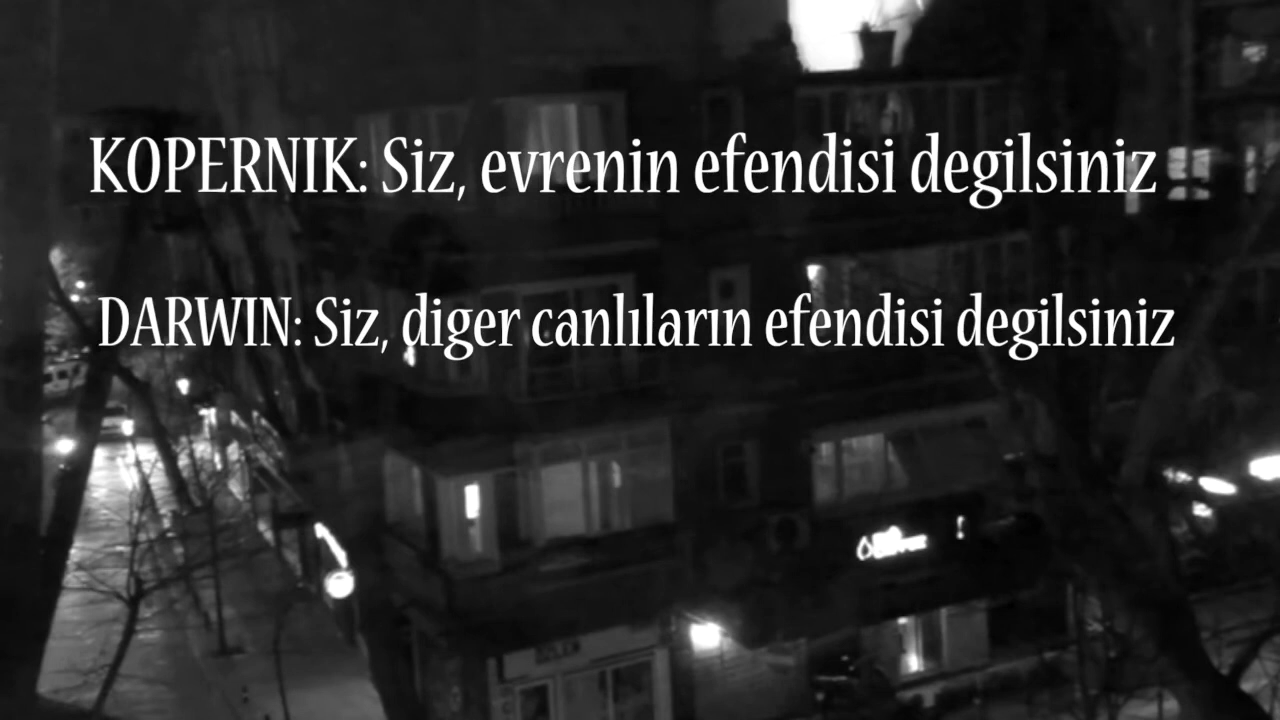 KOPERNIK: Siz, evrenin efendisi degilsiniz
DARWIN: Siz, diger canlıların efendisi degilsiniz